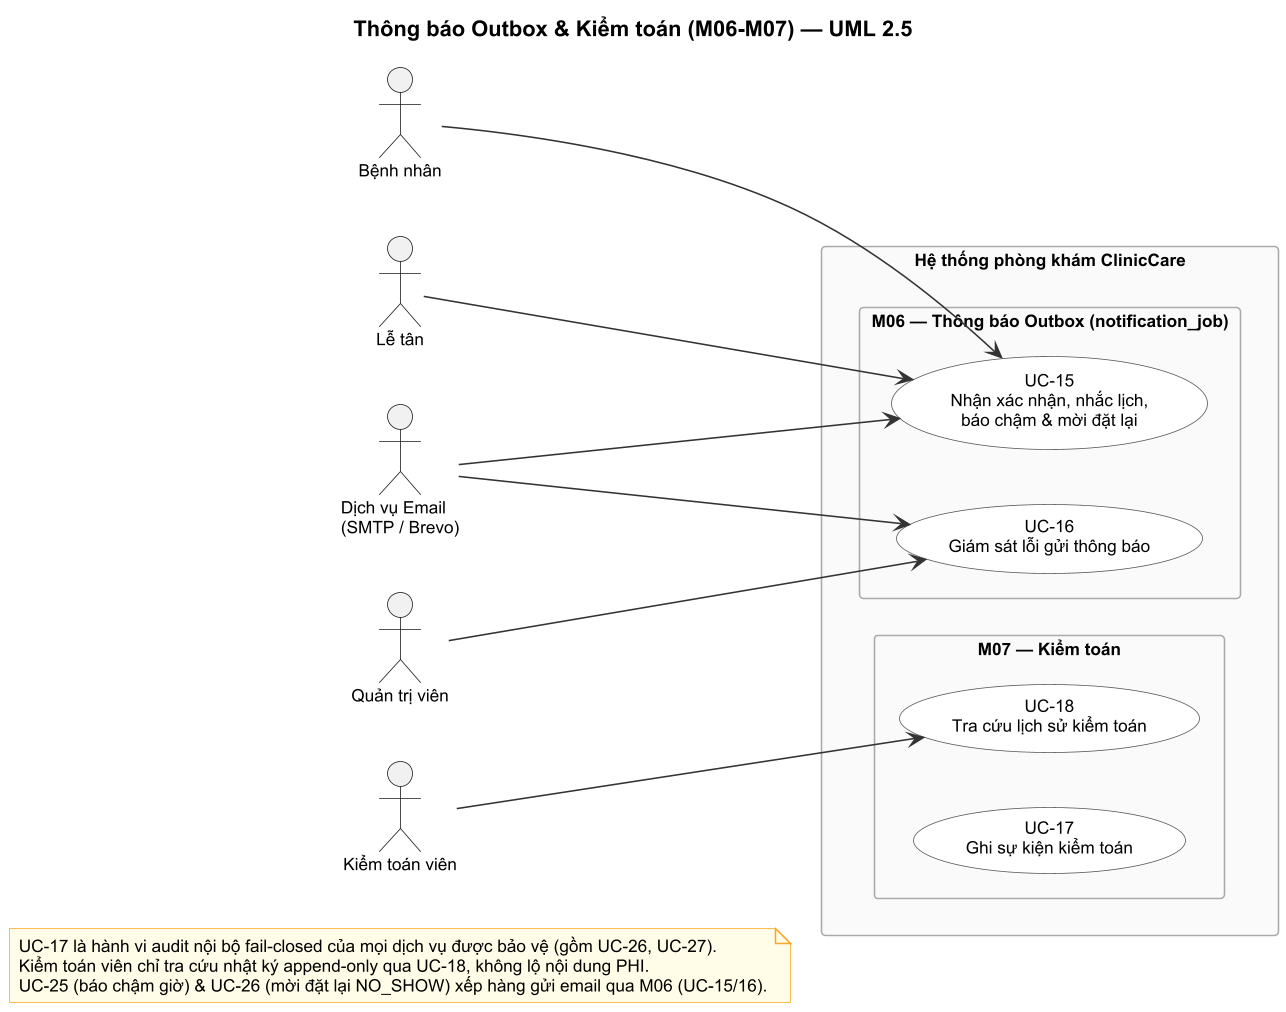 Thông báo Outbox & Kiểm toán (M06-M07) — UML 2.5
Bệnh nhân
Lễ tân
Dịch vụ Email
(SMTP / Brevo)
Quản trị viên
Kiểm toán viên
Hệ thống phòng khám ClinicCare
M06 — Thông báo Outbox (notification_job)
UC-15
Nhận xác nhận, nhắc lịch,
báo chậm & mời đặt lại
UC-16
Giám sát lỗi gửi thông báo
M07 — Kiểm toán
UC-18
Tra cứu lịch sử kiểm toán
UC-17
Ghi sự kiện kiểm toán
UC-17 là hành vi audit nội bộ fail-closed của mọi dịch vụ được bảo vệ (gồm UC-26, UC-27).
Kiểm toán viên chỉ tra cứu nhật ký append-only qua UC-18, không lộ nội dung PHI.
UC-25 (báo chậm giờ) & UC-26 (mời đặt lại NO_SHOW) xếp hàng gửi email qua M06 (UC-15/16).